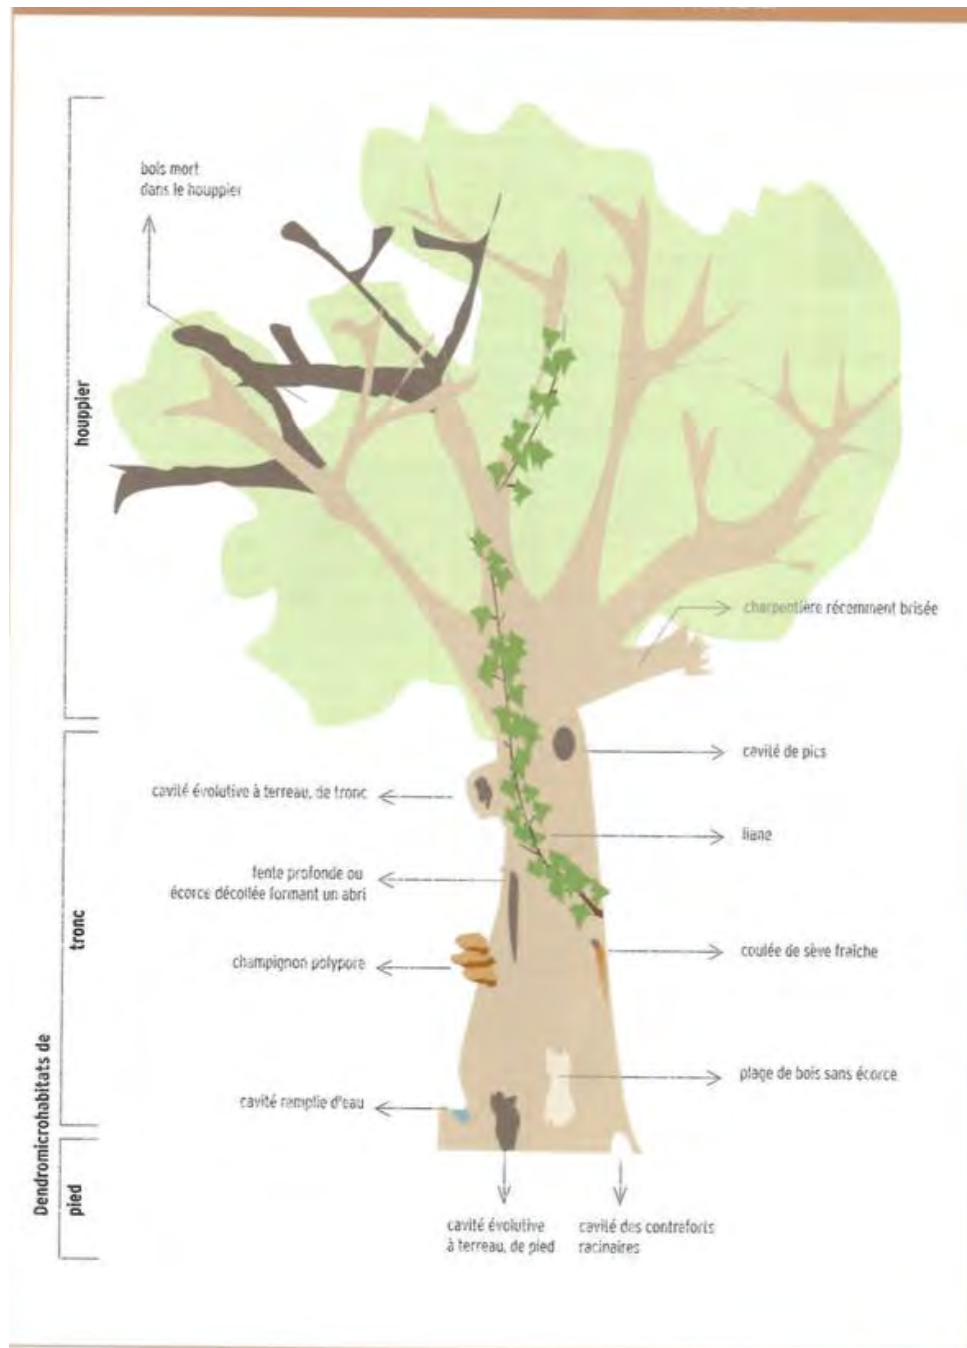 bois mort
dans le houppier
houppier
charpentière récemment brisée
cavité de pics
cavité évolutive à terreau, de tronc
liane
fente profonde ou
écorce décollée formant un abri
tronc
coulée de sève fraîche
champignon polypore
plage de bois sans écorce
cavité remplie d'eau
Dendromicrohabitats de
pied
cavité évolutive
à terreau, de pied
cavité des contreforts
racinaires